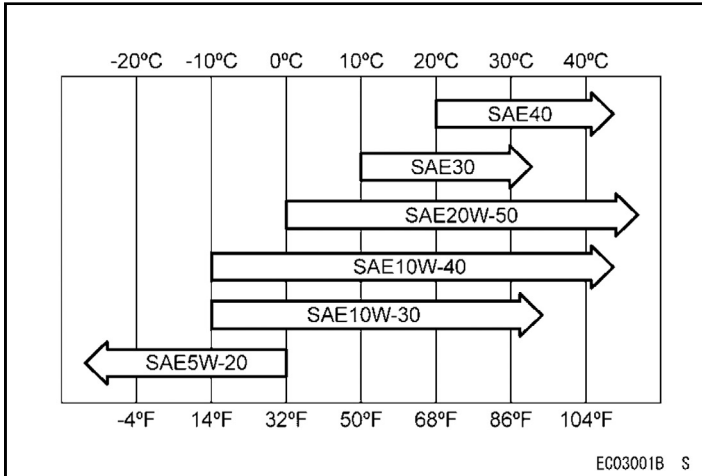 -20ºC -10ºC 0ºC 10ºC 20ºC 30ºC 40ºC
SAE40
SAE30
SAE20W-50
SAE10W-40
SAE10W-30
SAE5W-20
-4ºF 14ºF 32ºF 50ºF 68ºF 86ºF 104ºF
EC03001B S